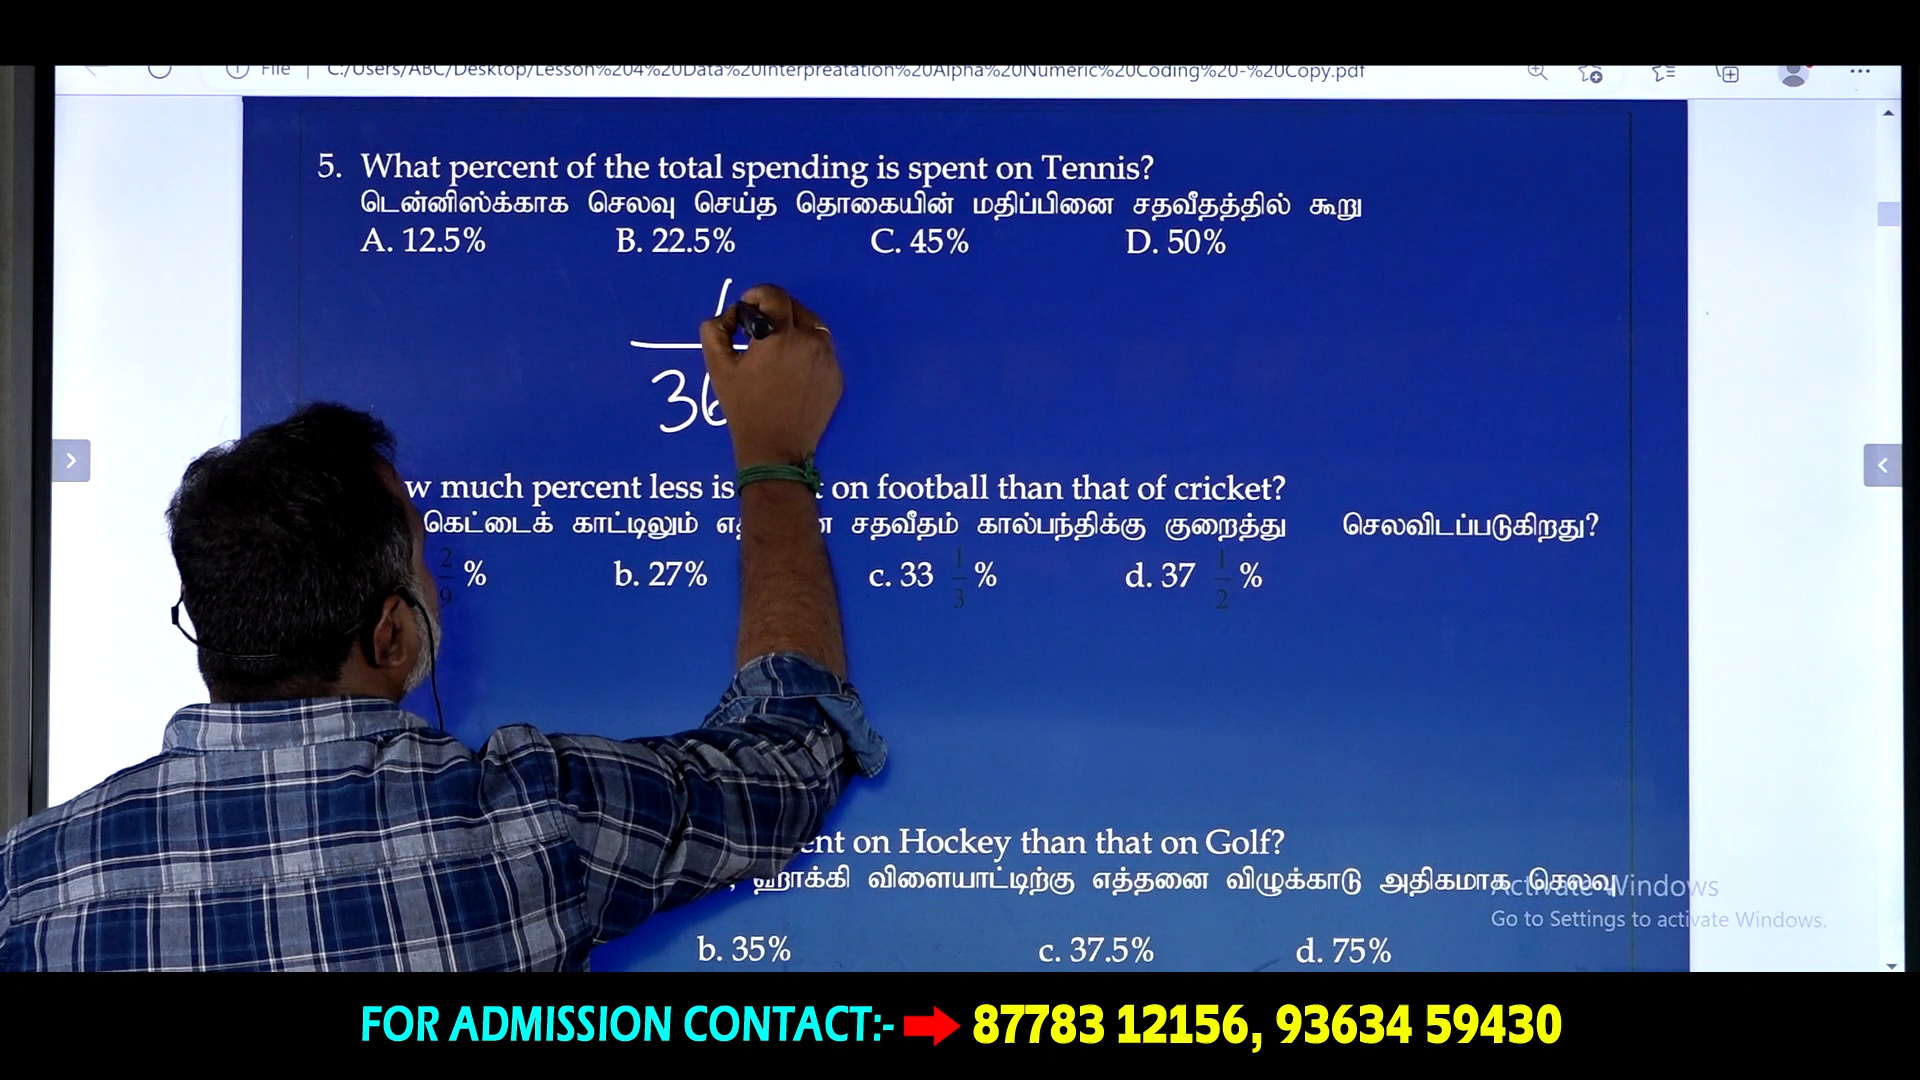 File | C:/Users/ABC/Desktop/Lesson%204%20Data%20Interpreatation%20Alpha%20Numeric%20Coding%20-%20Copy.pdf
5. What percent of the total spending is spent on Tennis?
டென்னிஸ்க்காக செலவு செய்த தொகையின் மதிப்பினை சதவீதத்தில் கூறு
A. 12.5% B. 22.5% C. 45% D. 50%
36
much percent less is on football than that of cricket?
காட்டிலும் சதவீதம் கால்பந்திக்கு குறைத்து செலவிடப்படுகிறது?
2/9 % b. 27% c. 33 1/3 % d. 37 1/2 %
on Hockey than that on Golf?
ஹாக்கி விளையாட்டிற்கு எத்தனை விழுக்காடு அதிகமாக செலவு
Activate Windows
Go to Settings to activate Windows.
b. 35% c. 37.5% d. 75%
FOR ADMISSION CONTACT:- 87783 12156, 93634 59430